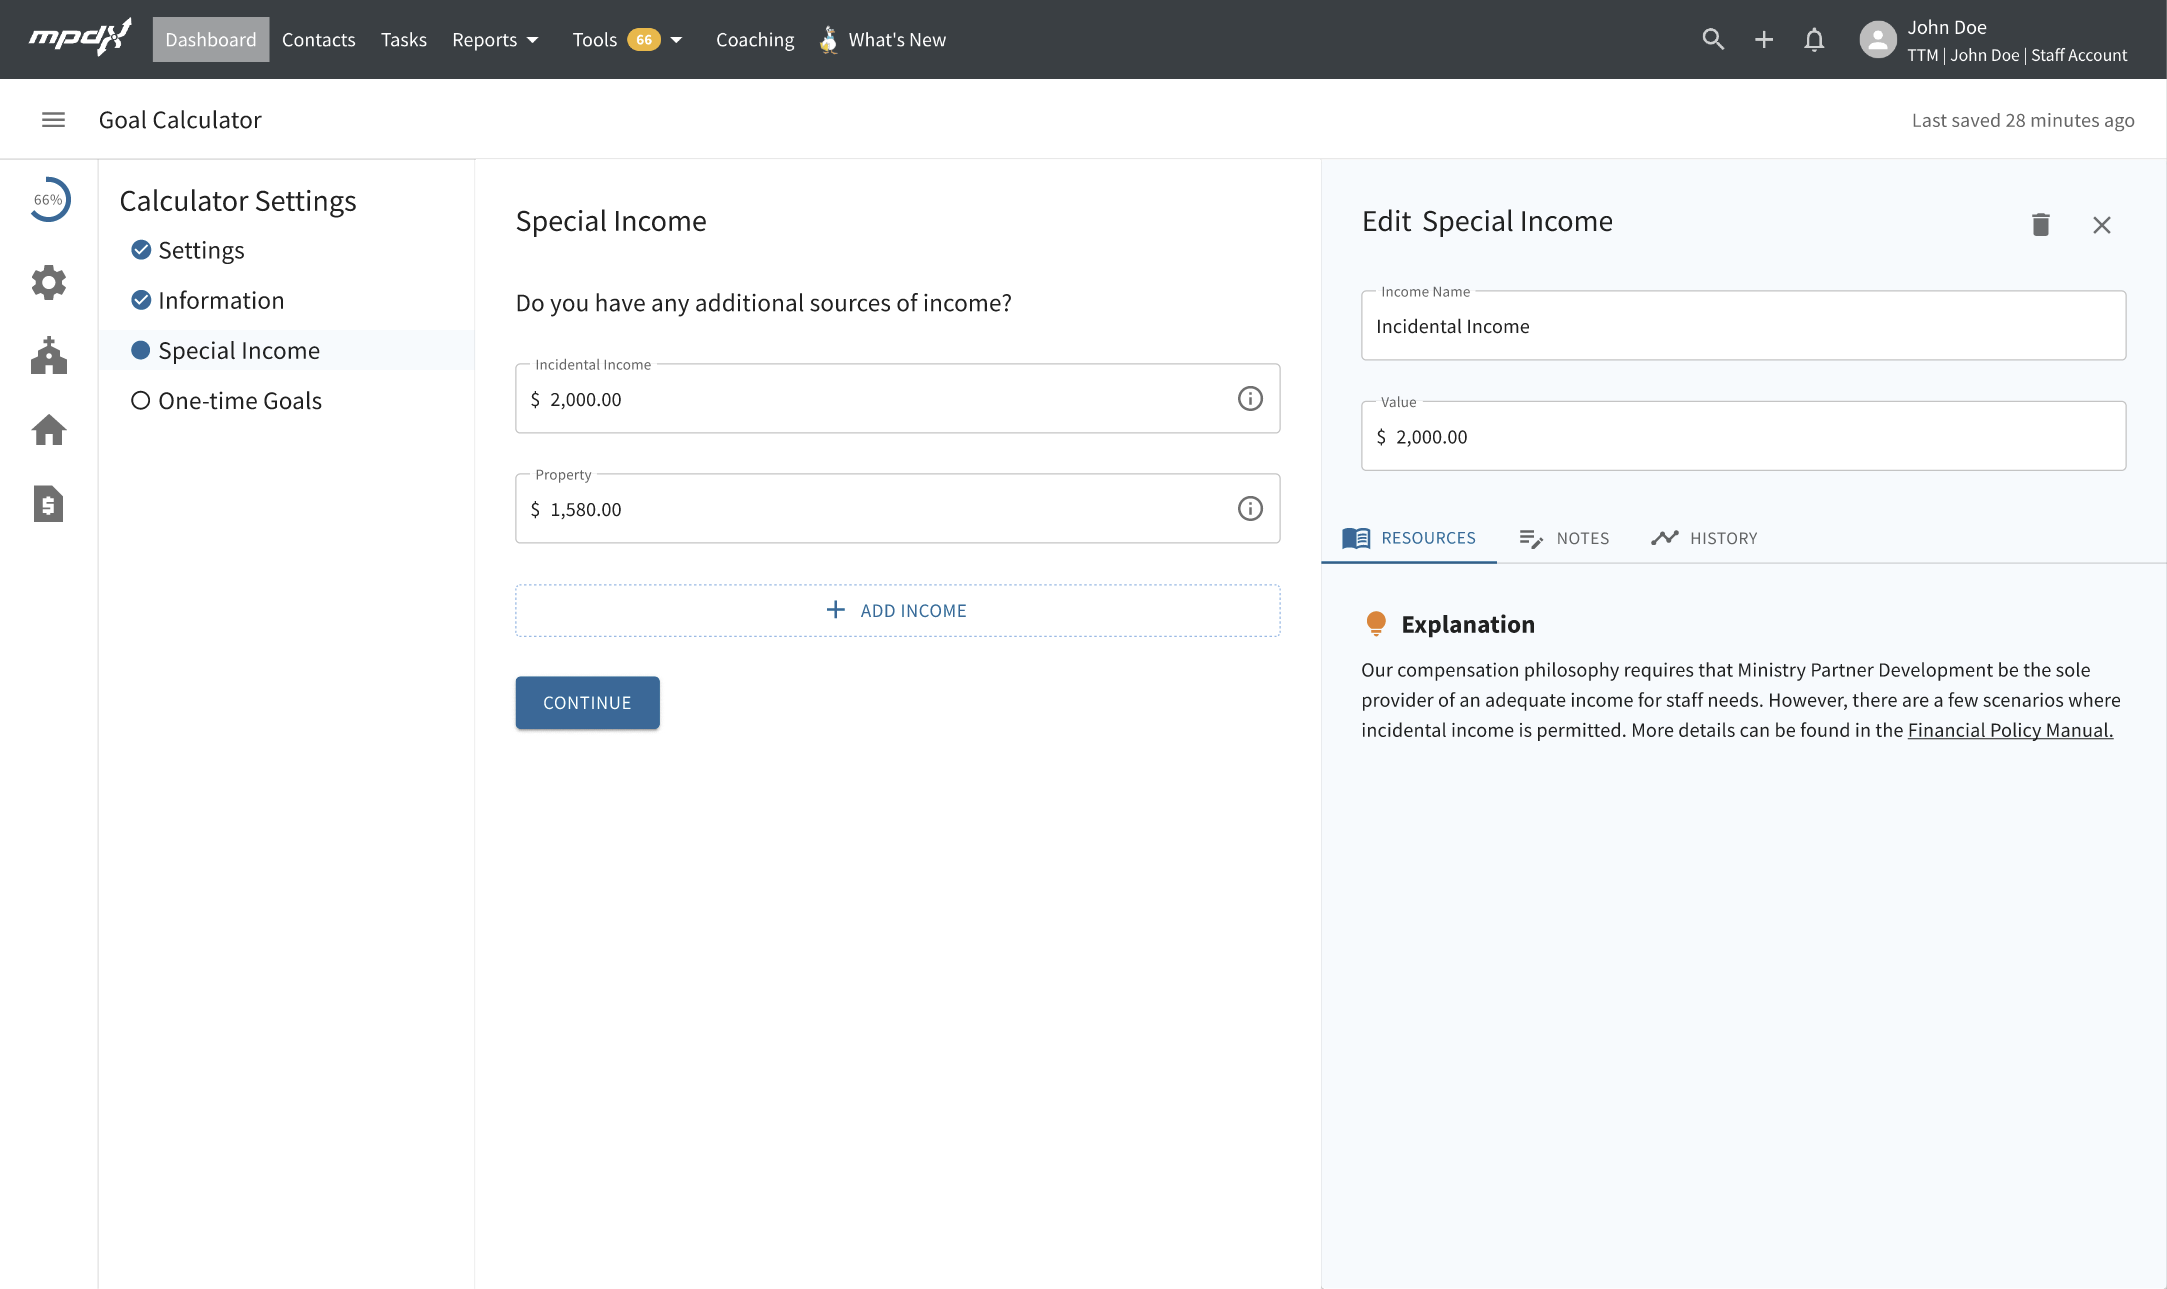 mpdx Dashboard Contacts Tasks Reports Tools 66 Coaching What's New John Doe
TTM | John Doe | Staff Account
Goal Calculator Last saved 28 minutes ago
66%
Calculator Settings
Settings
Information
Special Income
One-time Goals
Special Income
Do you have any additional sources of income?
Incidental Income
$ 2,000.00
Property
$ 1,580.00
ADD INCOME
CONTINUE
Edit Special Income
Income Name
Incidental Income
Value
$ 2,000.00
RESOURCES NOTES HISTORY
Explanation
Our compensation philosophy requires that Ministry Partner Development be the sole
provider of an adequate income for staff needs. However, there are a few scenarios where
incidental income is permitted. More details can be found in the Financial Policy Manual.